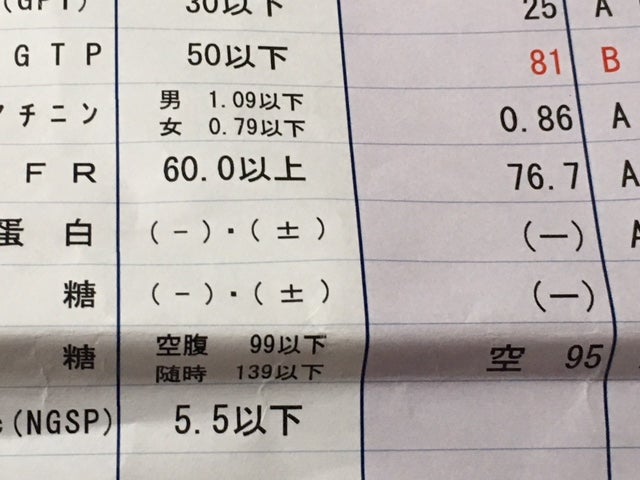 (GPT) 30以下 25 A
GTP 50以下 81 B
チニン 男 1.09以下 0.86 A
女 0.79以下
FR 60.0以上 76.7 A
蛋白 (-)・(±) (-) A
糖 (-)・(±) (-)
糖 空腹 99以下 空 95
随時 139以下
(NGSP) 5.5以下